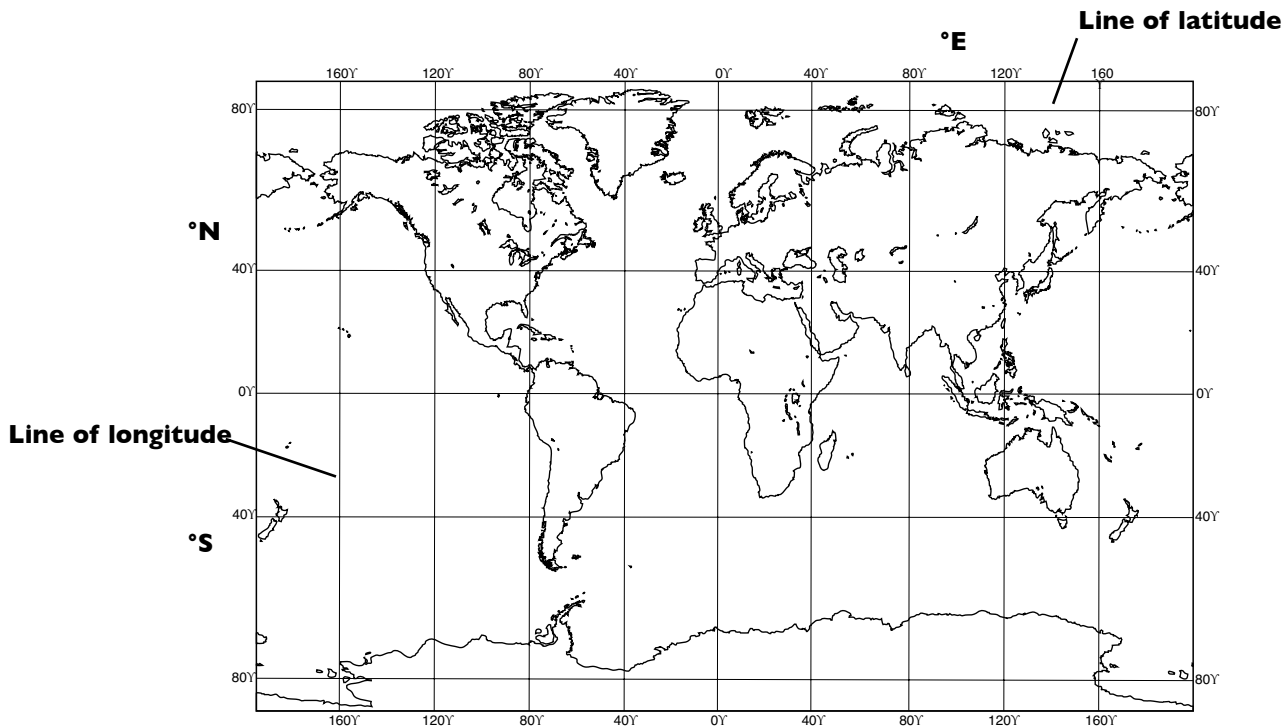 Line of latitude
°E
160ϒ 120ϒ 80ϒ 40ϒ 0ϒ 40ϒ 80ϒ 120ϒ 160
80ϒ 80ϒ
°N
40ϒ 40ϒ
0ϒ 0ϒ
Line of longitude
40ϒ 40ϒ
°S
80ϒ 80ϒ
160ϒ 120ϒ 80ϒ 40ϒ 0ϒ 40ϒ 80ϒ 120ϒ 160ϒ